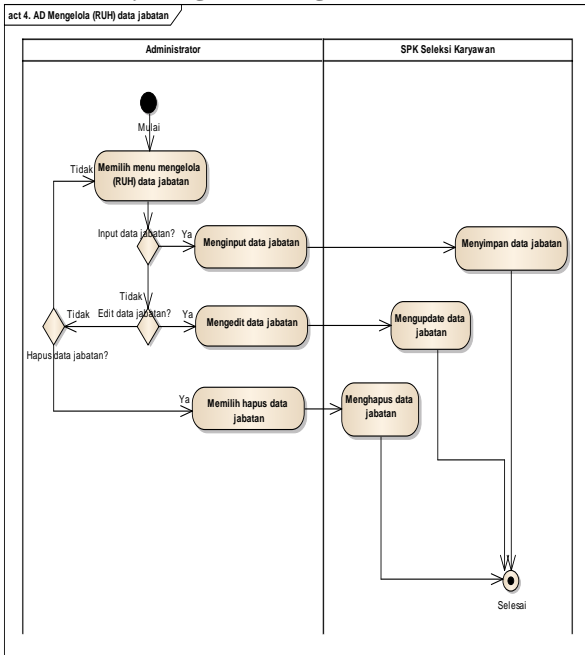 act 4. AD Mengelola (RUH) data jabatan
Administrator
SPK Seleksi Karyawan
Mulai
Tidak
Memilih menu mengelola
(RUH) data jabatan
Input data jabatan?
Ya
Menginput data jabatan
Menyimpan data jabatan
Tidak
Tidak
Edit data jabatan?
Ya
Mengedit data jabatan
Mengupdate data
jabatan
Hapus data jabatan?
Ya
Memilih hapus data
jabatan
Menghapus data
jabatan
Selesai